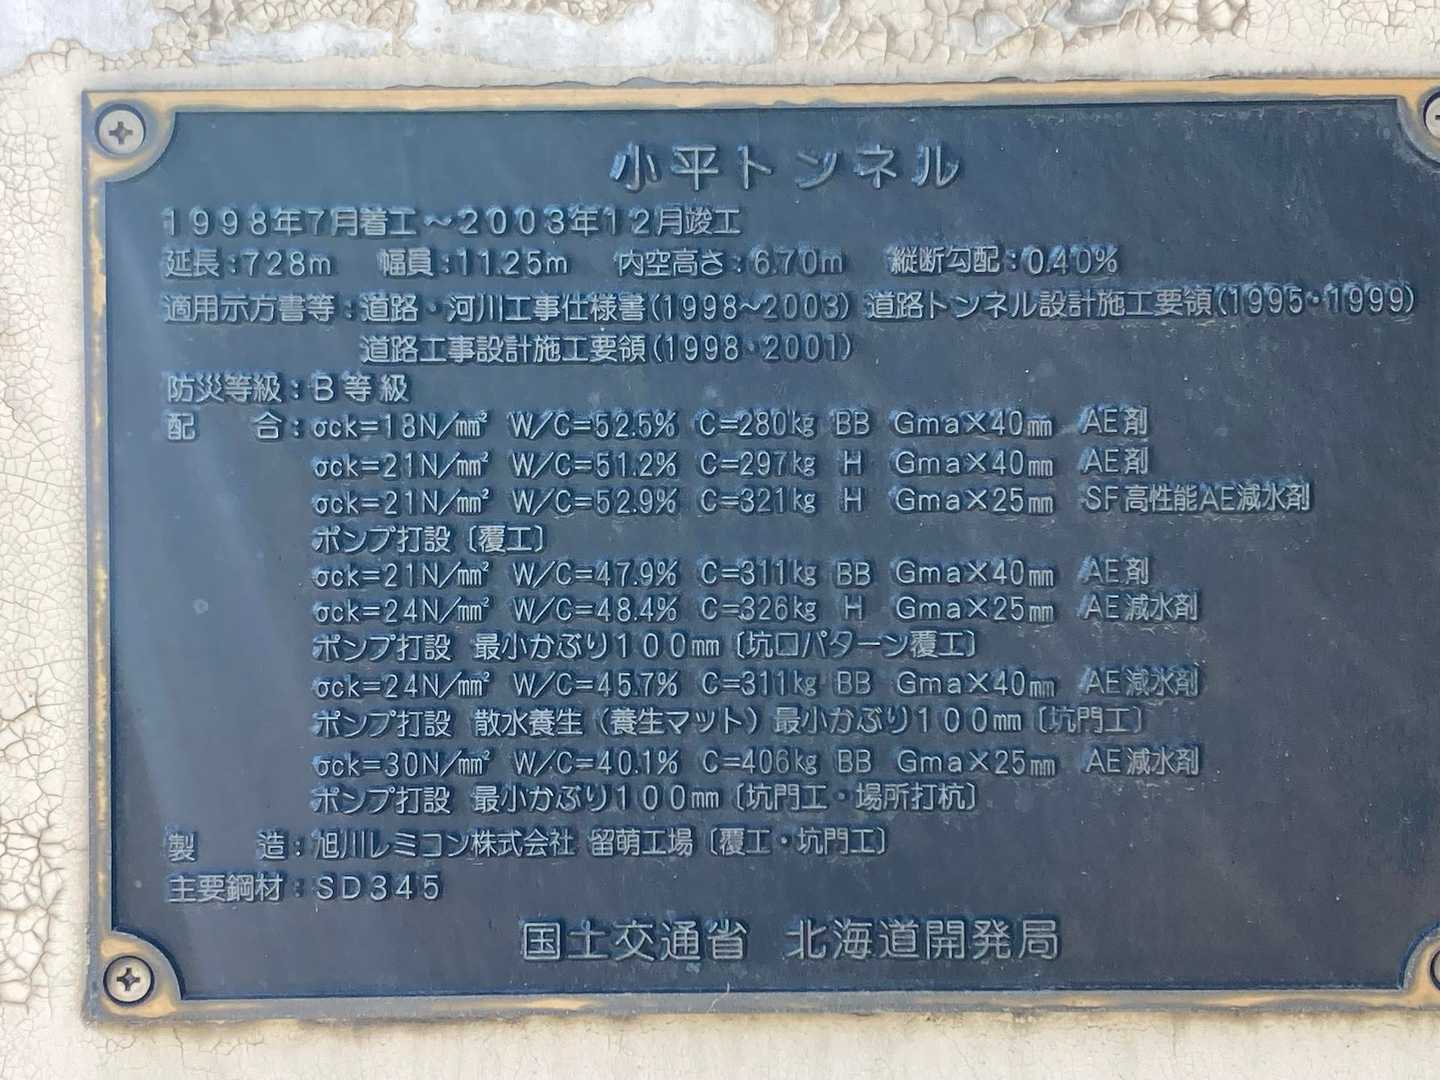 小平トンネル
1998年7月着工～2003年12月竣工
延長:728m 幅員:11.25m 内空高さ:6.70m 縦断勾配:0.40%
適用示方書等:道路・河川工事仕様書(1998～2003) 道路トンネル設計施工要領(1995・1999)
道路工事設計施工要領(1998・2001)
防災等級:B等級
配 合:σck=18N/㎟ W/C=52.5% C=280kg BB Gma×40㎜ AE剤
σck=21N/㎟ W/C=51.2% C=297kg H Gma×40㎜ AE剤
σck=21N/㎟ W/C=52.9% C=321kg H Gma×25㎜ SF高性能AE減水剤
ポンプ打設〔覆工〕
σck=21N/㎟ W/C=47.9% C=311kg BB Gma×40㎜ AE剤
σck=24N/㎟ W/C=48.4% C=326kg H Gma×25㎜ AE減水剤
ポンプ打設 最小かぶり100㎜〔坑口パターン覆工〕
σck=24N/㎟ W/C=45.7% C=311kg BB Gma×40㎜ AE減水剤
ポンプ打設 散水養生(養生マット)最小かぶり100㎜〔坑門工〕
σck=30N/㎟ W/C=40.1% C=406kg BB Gma×25㎜ AE減水剤
ポンプ打設 最小かぶり100㎜〔坑門工・場所打杭〕
製 造:旭川レミコン株式会社 留萌工場〔覆工・坑門工〕
主要鋼材:SD345
国土交通省 北海道開発局